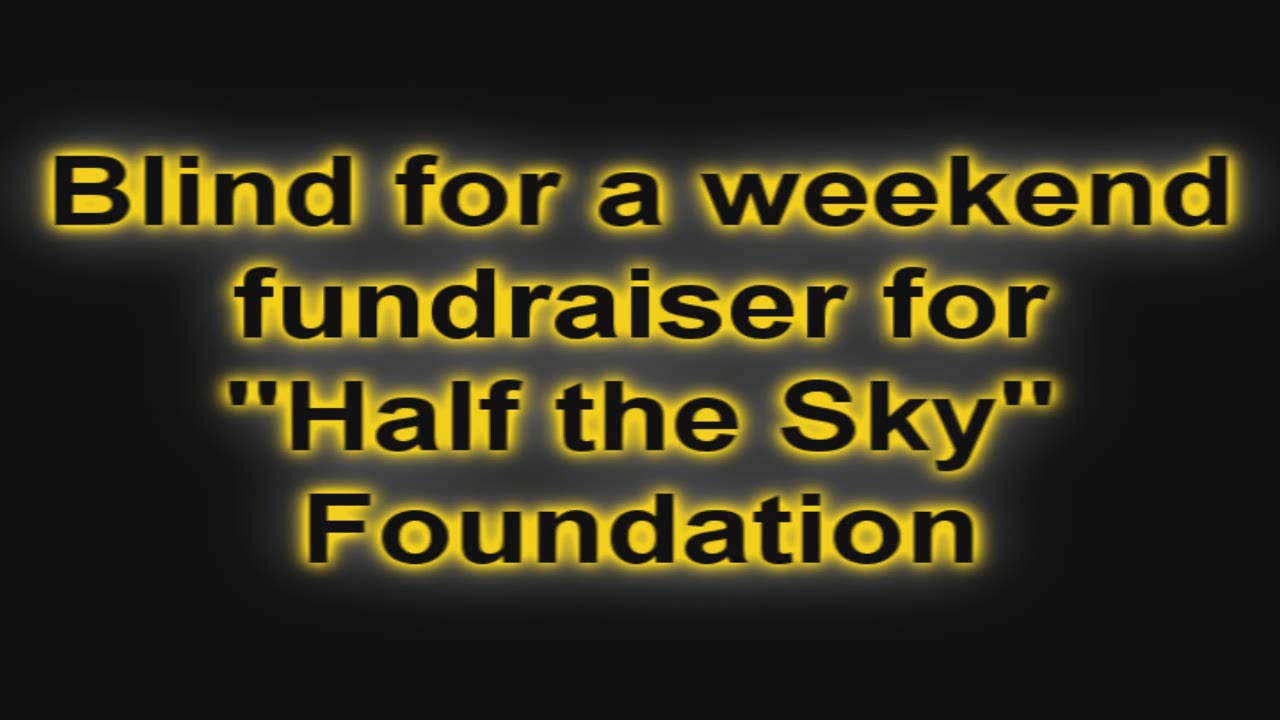 Blind for a weekend
fundraiser for
"Half the Sky"
Foundation